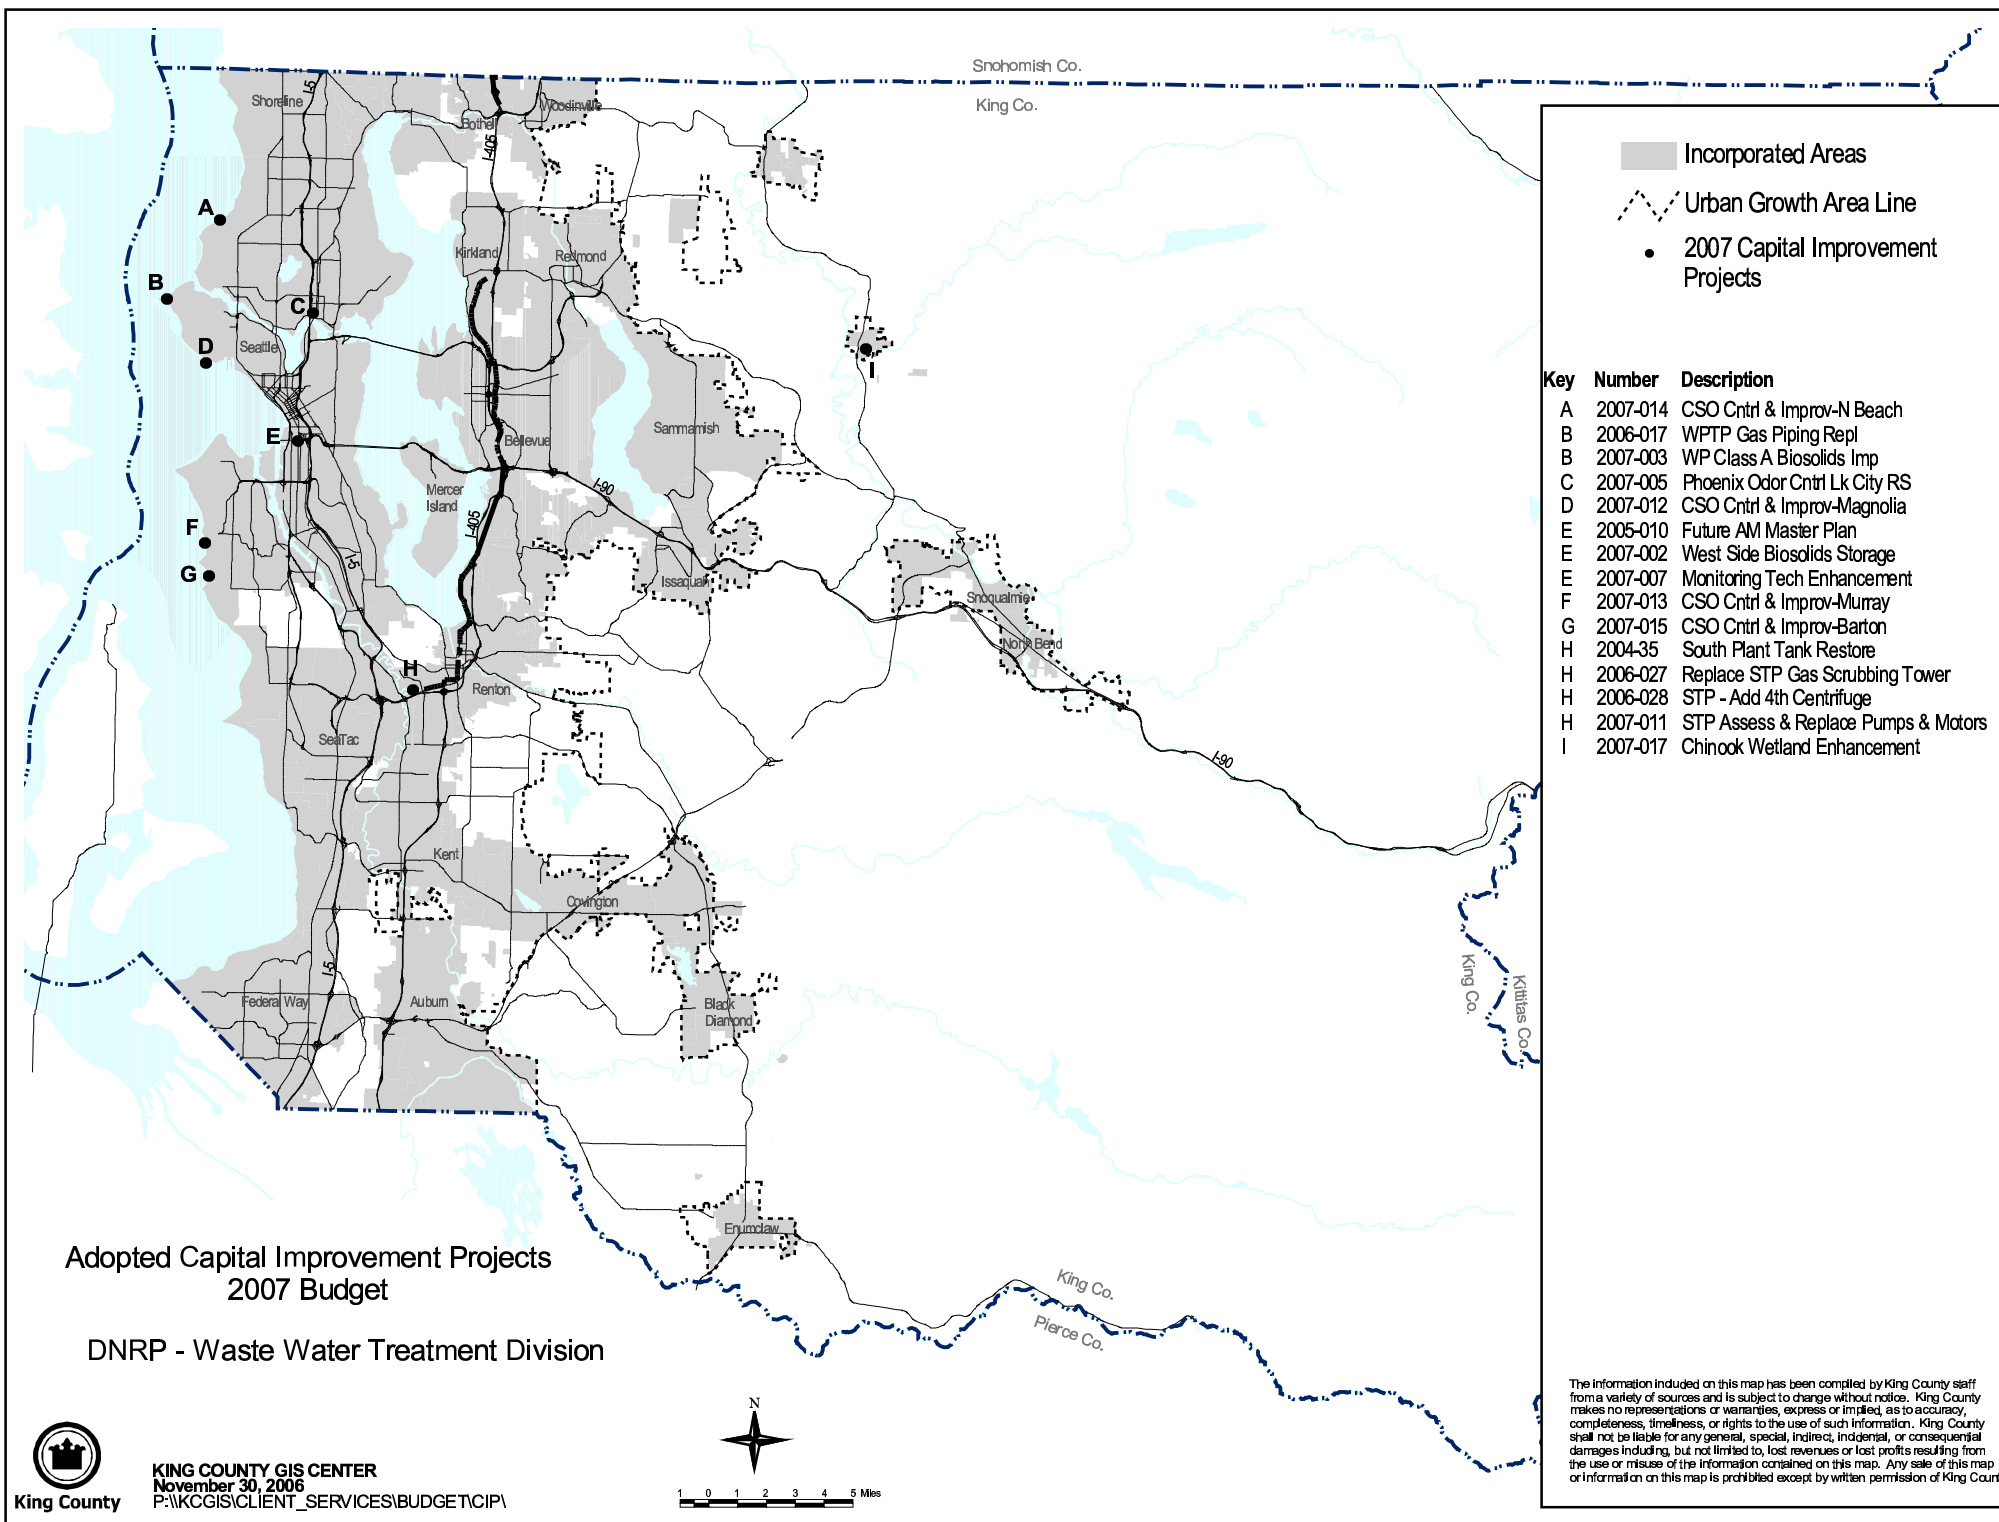 Snohomish Co.
King Co.
Shoreline
I-5
Bothell
Woodinville
I-405
A
Kirkland
Redmond
B
C
D
Seattle
I
E
Bellevue
Sammamish
Mercer
Island
I-90
I-405
F
G
I-5
Issaquah
Snoqualmie
North Bend
H
Renton
SeaTac
I-90
Kent
Covington
I-5
Federal Way
Auburn
Black
Diamond
King Co.
Kittitas Co.
Enumclaw
King Co.
Pierce Co.
Incorporated Areas
Urban Growth Area Line
2007 Capital Improvement
Projects
Key Number Description
A 2007-014 CSO Cntrl & Improv-N Beach
B 2006-017 WPTP Gas Piping Repl
B 2007-003 WP Class A Biosolids Imp
C 2007-005 Phoenix Odor Cntrl Lk City RS
D 2007-012 CSO Cntrl & Improv-Magnolia
E 2005-010 Future AM Master Plan
E 2007-002 West Side Biosolids Storage
E 2007-007 Monitoring Tech Enhancement
F 2007-013 CSO Cntrl & Improv-Murray
G 2007-015 CSO Cntrl & Improv-Barton
H 2004-35 South Plant Tank Restore
H 2006-027 Replace STP Gas Scrubbing Tower
H 2006-028 STP - Add 4th Centrifuge
H 2007-011 STP Assess & Replace Pumps & Motors
I 2007-017 Chinook Wetland Enhancement
Adopted Capital Improvement Projects
2007 Budget
DNRP - Waste Water Treatment Division
King County
KING COUNTY GIS CENTER
November 30, 2006
P:\\KCGIS\CLIENT_SERVICES\BUDGET\CIP\
N
1 0 1 2 3 4 5 Miles
The information included on this map has been compiled by King County staff
from a variety of sources and is subject to change without notice. King County
makes no representations or warranties, express or implied, as to accuracy,
completeness, timeliness, or rights to the use of such information. King County
shall not be liable for any general, special, indirect, incidental, or consequential
damages including, but not limited to, lost revenues or lost profits resulting from
the use or misuse of the information contained on this map. Any sale of this map
or information on this map is prohibited except by written permission of King Coun